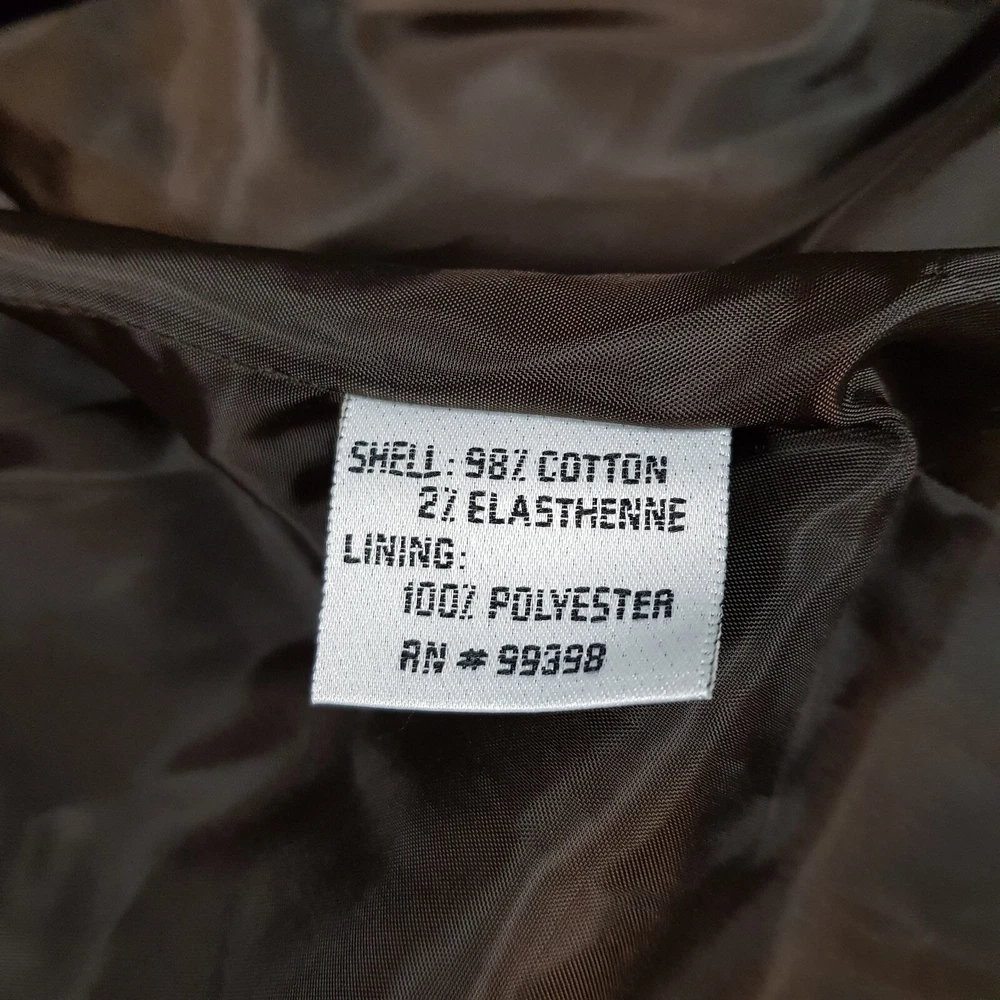 SHELL: 98% COTTON
2% ELASTHENNE
LINING:
100% POLYESTER
RN # 99398